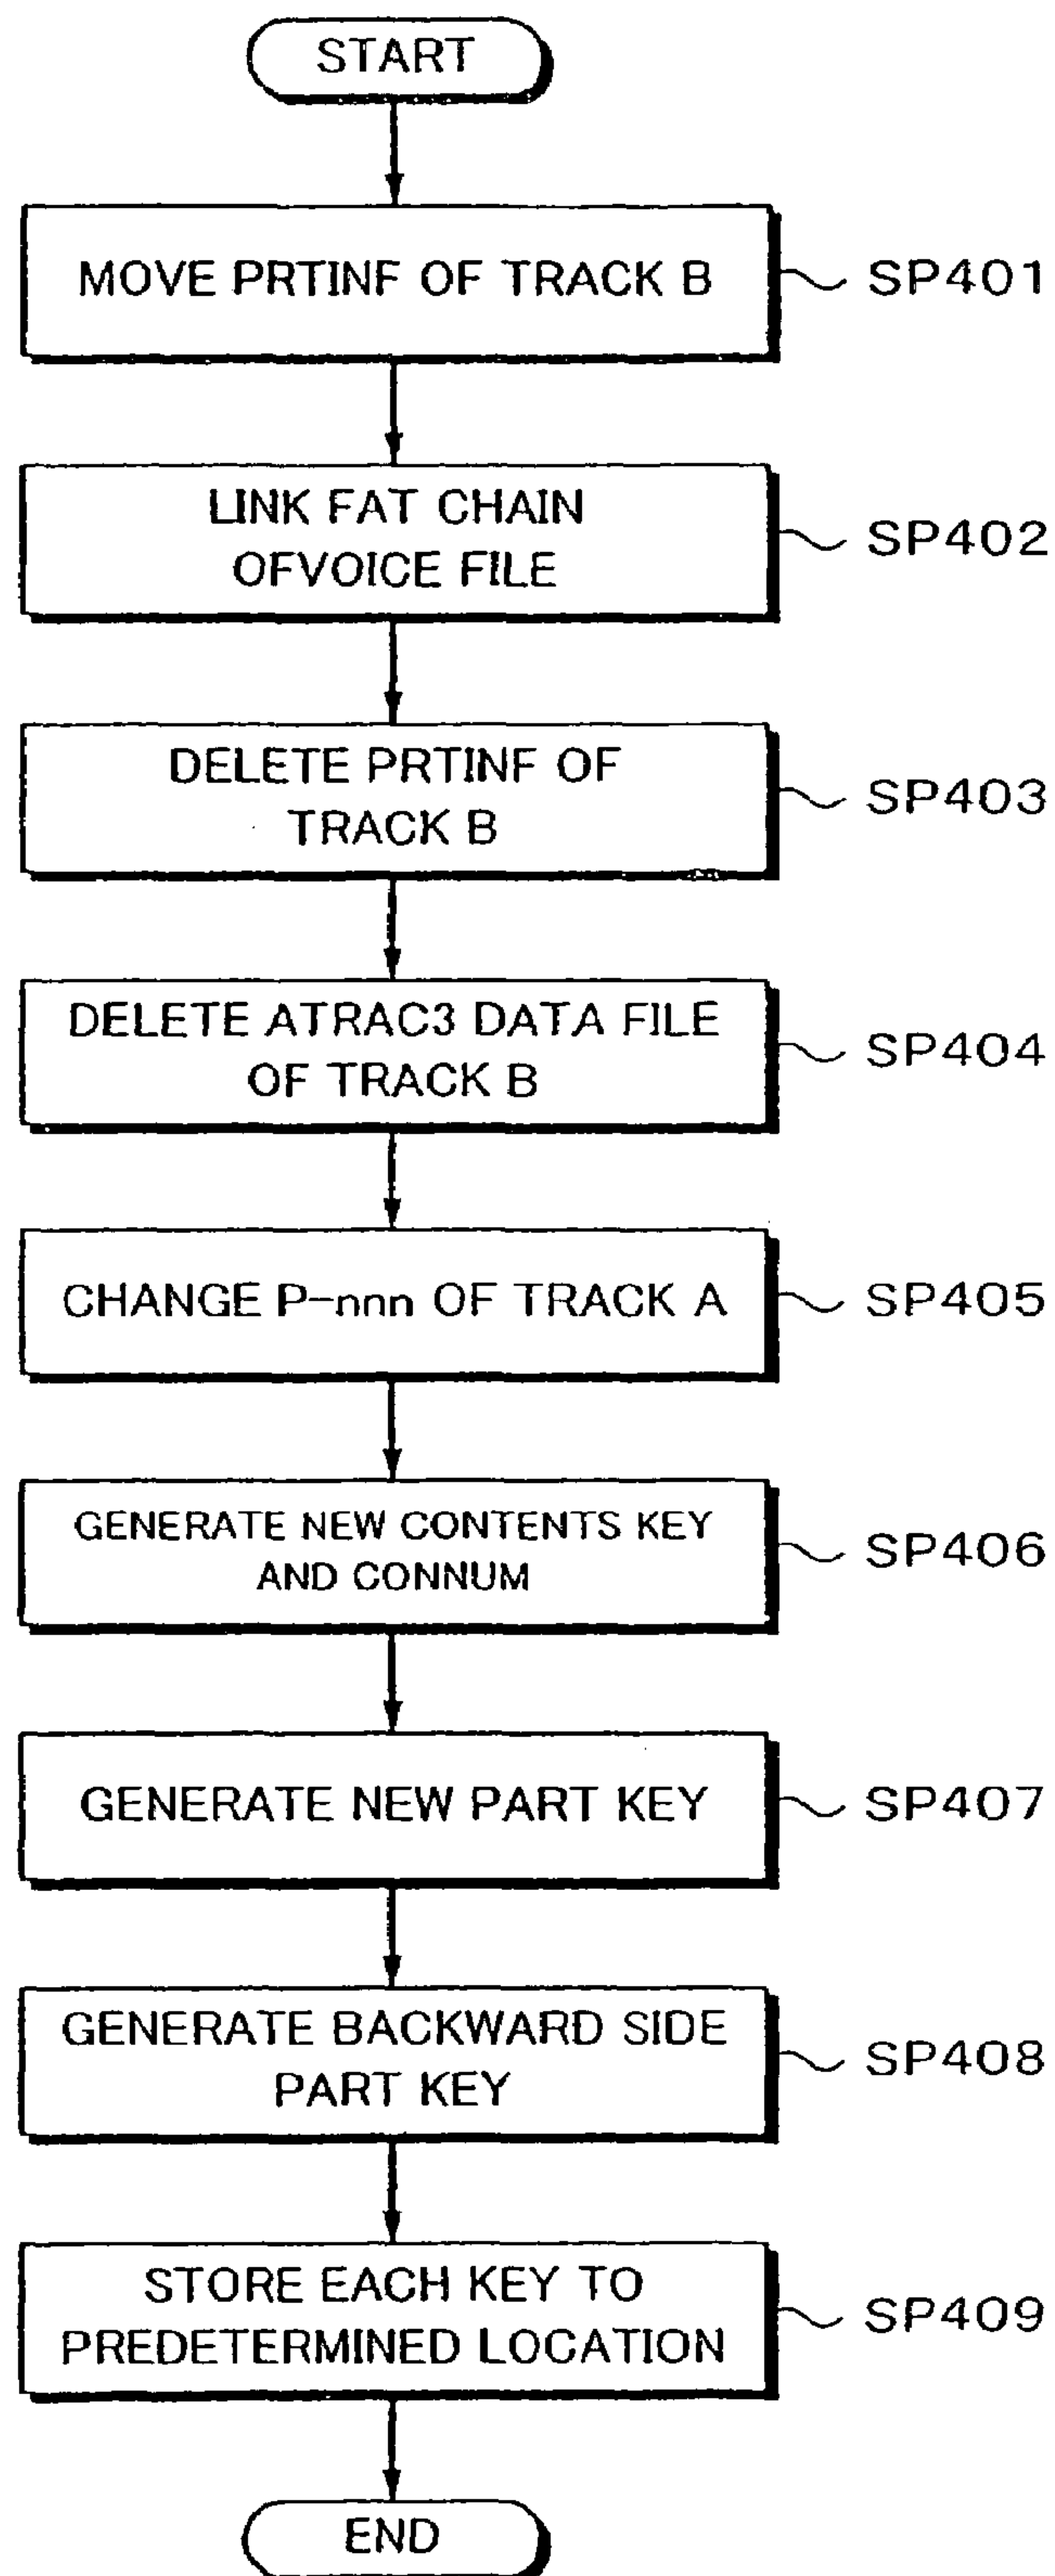 START
MOVE PRTINF OF TRACK B
SP401
LINK FAT CHAIN
OFVOICE FILE
SP402
DELETE PRTINF OF
TRACK B
SP403
DELETE ATRAC3 DATA FILE
OF TRACK B
SP404
CHANGE P-nnn OF TRACK A
SP405
GENERATE NEW CONTENTS KEY
AND CONNUM
SP406
GENERATE NEW PART KEY
SP407
GENERATE BACKWARD SIDE
PART KEY
SP408
STORE EACH KEY TO
PREDETERMINED LOCATION
SP409
END